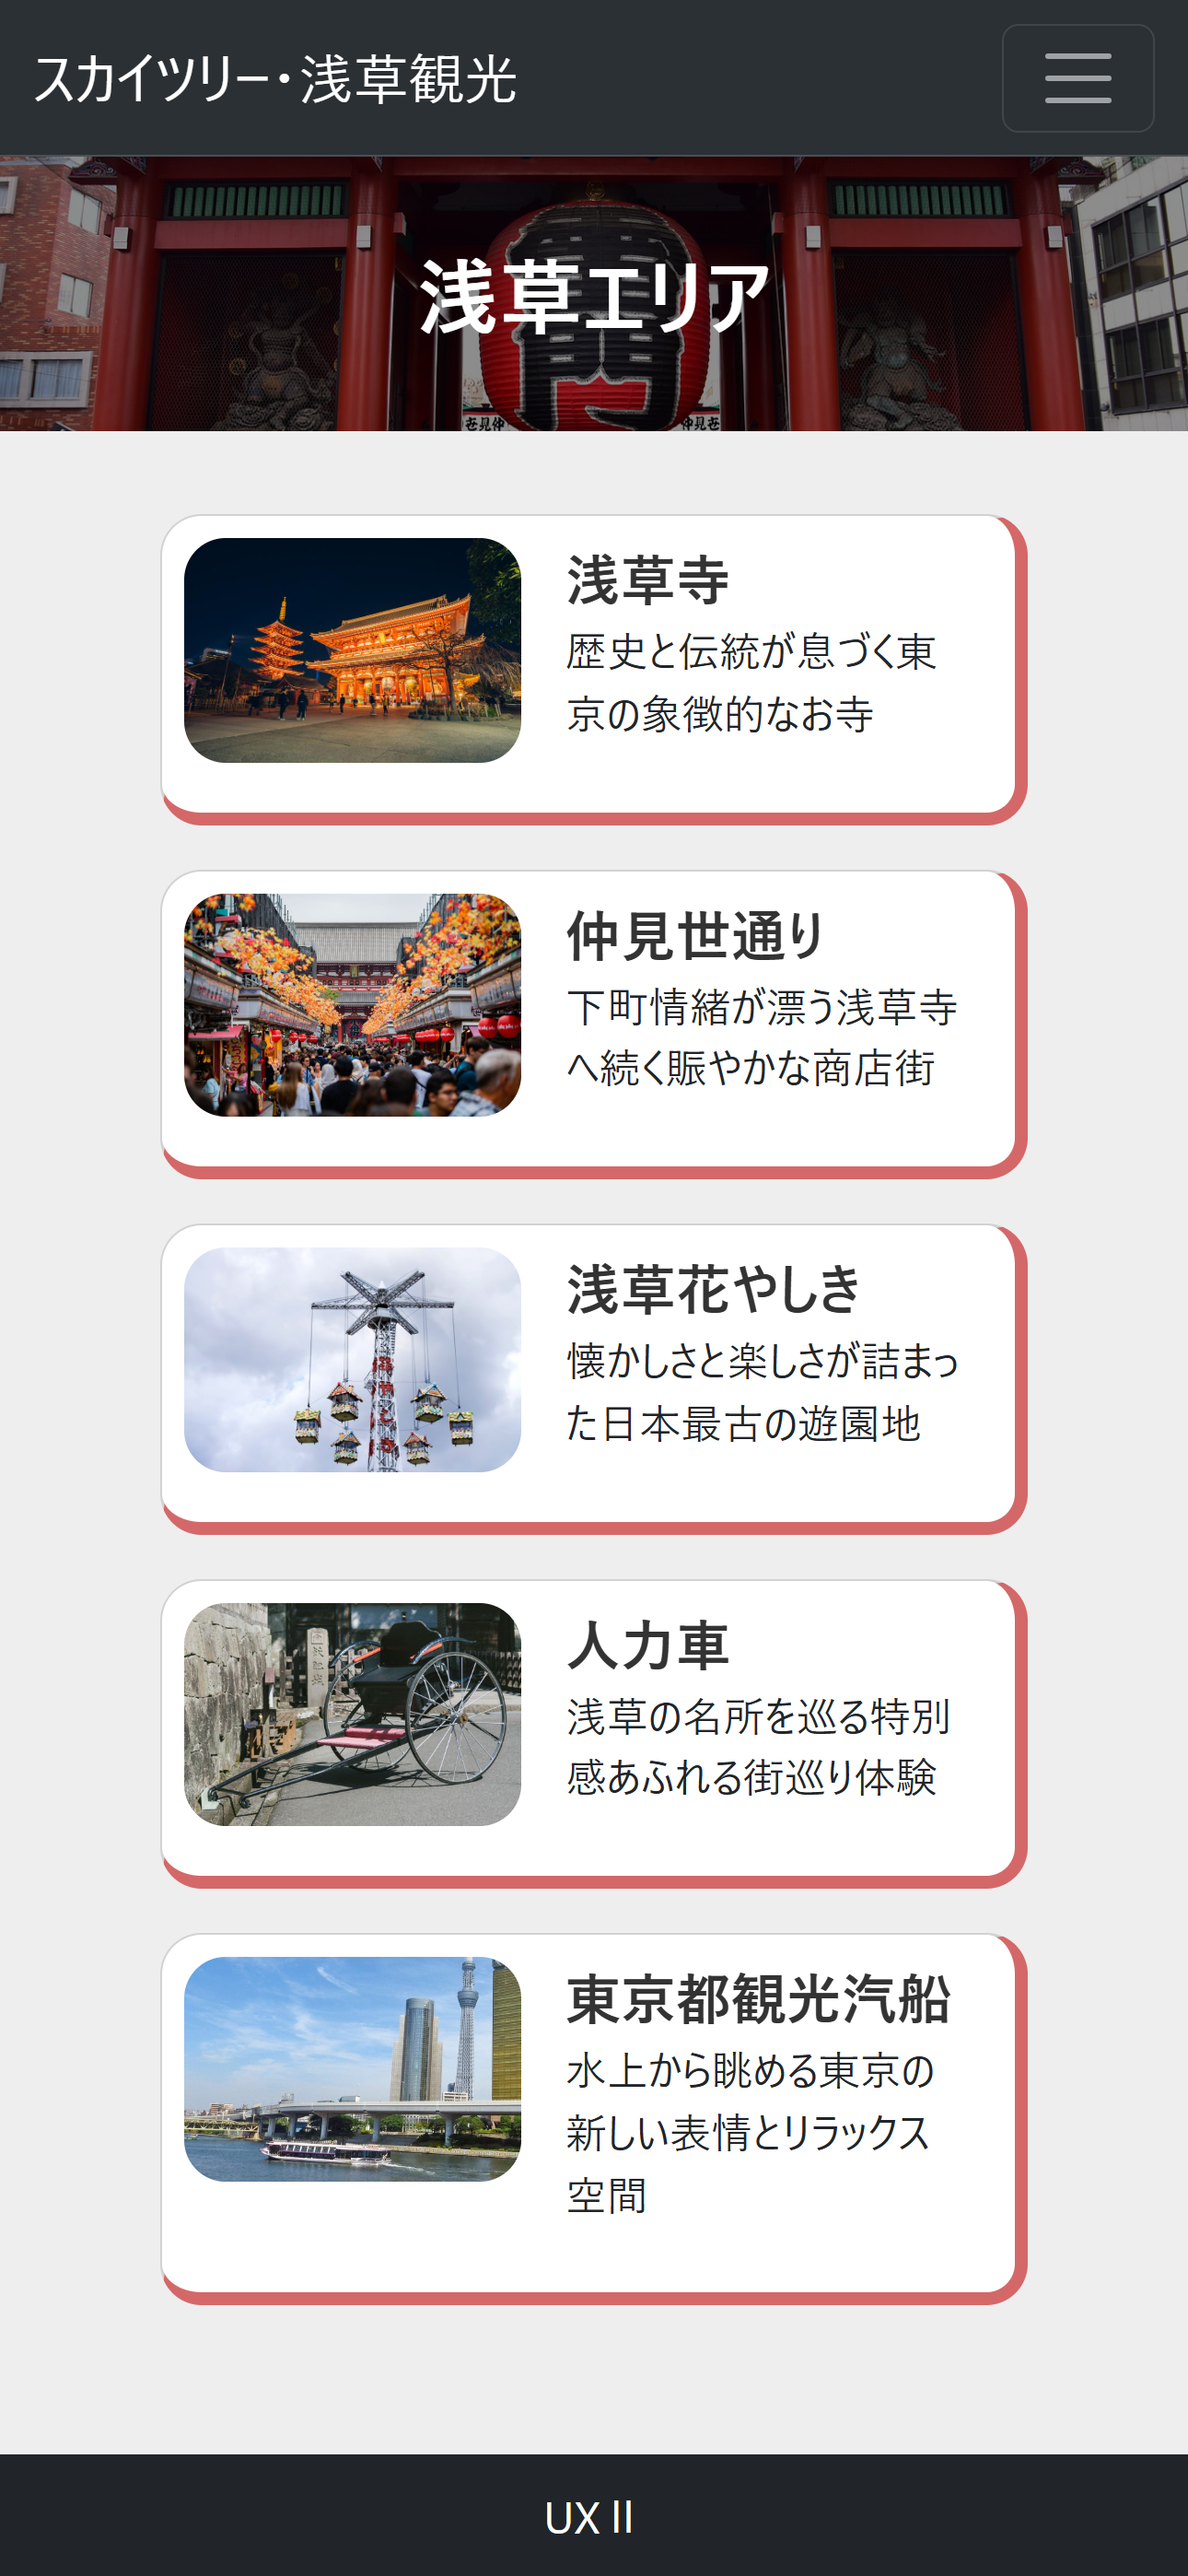 スカイツリー・浅草観光
浅草エリア
浅草寺
歴史と伝統が息づく東
京の象徴的なお寺
仲見世通り
下町情緒が漂う浅草寺
へ続く賑やかな商店街
浅草花やしき
懐かしさと楽しさが詰まっ
た日本最古の遊園地
人力車
浅草の名所を巡る特別
感あふれる街巡り体験
東京都観光汽船
水上から眺める東京の
新しい表情とリラックス
空間
UXⅡ